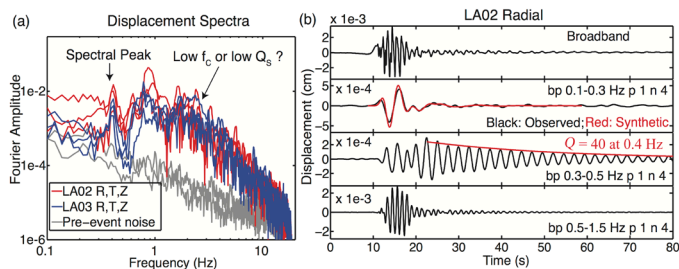 (a)
Displacement Spectra
Spectral Peak
Low fc or low Qs ?
Fourier Amplitude
1e-2
1e-4
1e-6
LA02 R,T,Z
LA03 R,T,Z
Pre-event noise
0.1
1
10
Frequency (Hz)
(b)
LA02 Radial
x 1e-3
2
0
-2
Broadband
x 1e-4
5
0
-5
bp 0.1-0.3 Hz p 1 n 4
Black: Observed; Red: Synthetic
x 1e-4
2
0
-2
Q = 40 at 0.4 Hz
bp 0.3-0.5 Hz p 1 n 4
x 1e-3
2
0
-2
bp 0.5-1.5 Hz p 1 n 4
Displacement (cm)
0 10 20 30 40 50 60 70 80
Time (s)